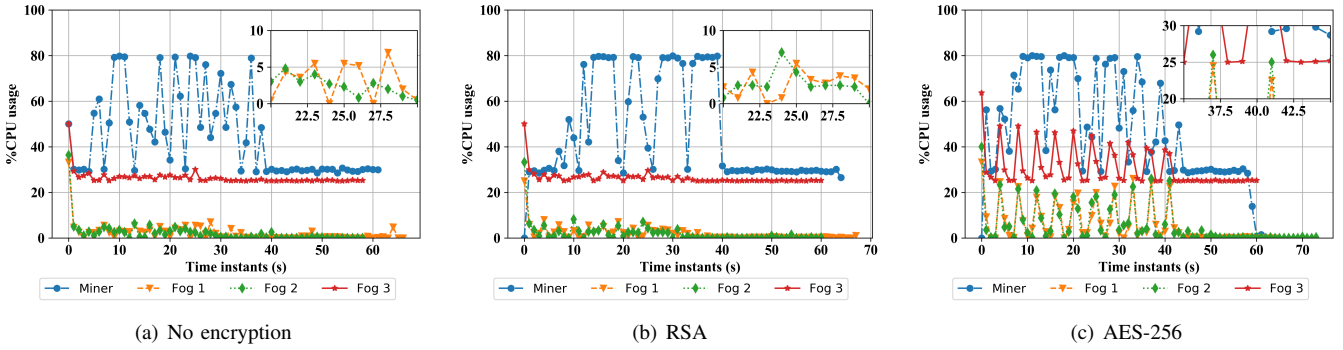 100
80
60
40
20
0
%CPU usage
0 10 20 30 40 50 60
Time instants (s)
10
5
0
5
0
22.5 25.0 27.5
Miner Fog 1 Fog 2 Fog 3
(a) No encryption
100
80
60
40
20
0
%CPU usage
0 10 20 30 40 50 60 70
Time instants (s)
10
5
0
22.5 25.0 27.5
Miner Fog 1 Fog 2 Fog 3
(b) RSA
100
80
60
40
20
0
%CPU usage
0 10 20 30 40 50 60 70
Time instants (s)
30
25
20
37.5 40.0 42.5
Miner Fog 1 Fog 2 Fog 3
(c) AES-256